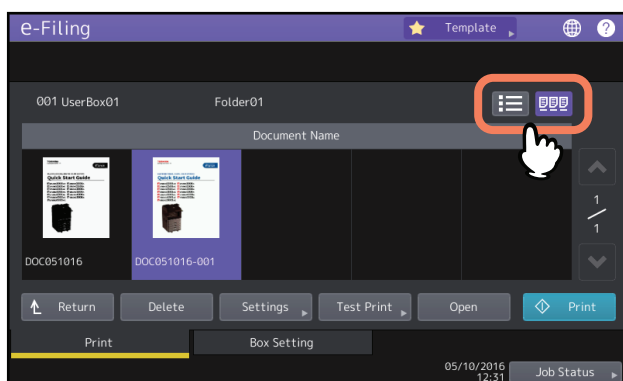 e-Filing
Template
?
001 UserBox01
Folder01
Document Name
Quick Start Guide
Quick Start Guide
DOC051016
DOC051016-001
1
1
Return
Delete
Settings
Test Print
Open
Print
Print
Box Setting
05/10/2016
12:31
Job Status